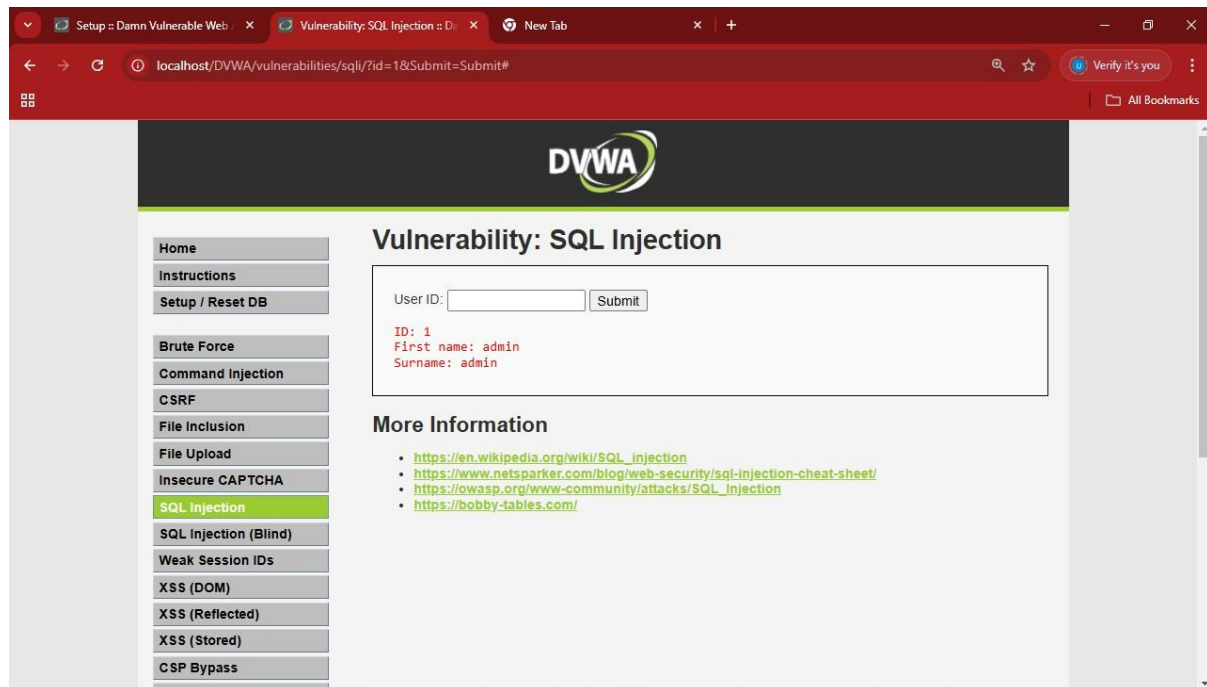 Setup :: Damn Vulnerable Web
Vulnerability: SQL Injection :: Da
New Tab
localhost/DVWA/vulnerabilities/sqli/?id=1&Submit=Submit#
U
Verify it's you
All Bookmarks
DVWA
Home
Instructions
Setup / Reset DB
Brute Force
Command Injection
CSRF
File Inclusion
File Upload
Insecure CAPTCHA
SQL Injection
SQL Injection (Blind)
Weak Session IDs
XSS (DOM)
XSS (Reflected)
XSS (Stored)
CSP Bypass
Vulnerability: SQL Injection
User ID: Submit
ID: 1
First name: admin
Surname: admin
More Information
https://en.wikipedia.org/wiki/SQL_injection
https://www.netsparker.com/blog/web-security/sql-injection-cheat-sheet/
https://owasp.org/www-community/attacks/SQL_Injection
https://bobby-tables.com/